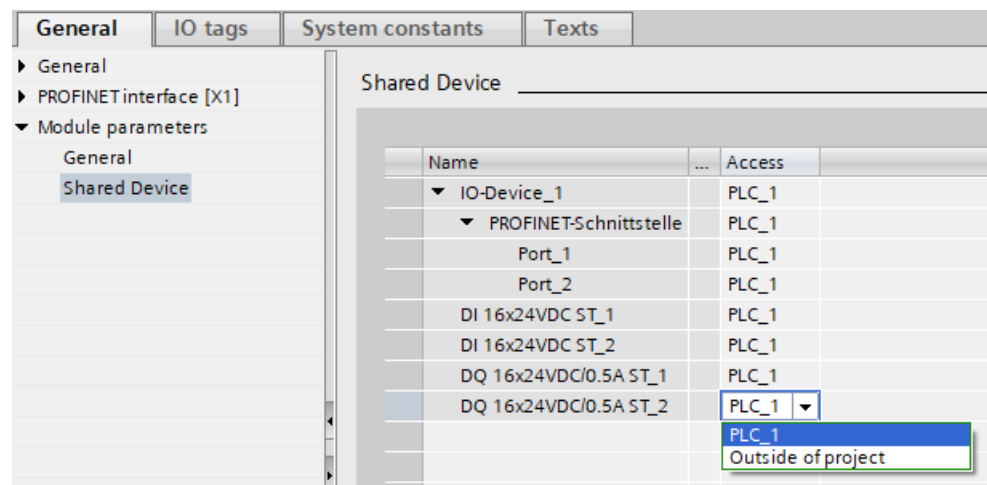 General IO tags System constants Texts
General
PROFINET interface [X1]
Module parameters
General
Shared Device
Shared Device
Name ... Access
IO-Device_1 PLC_1
PROFINET-Schnittstelle PLC_1
Port_1 PLC_1
Port_2 PLC_1
DI 16x24VDC ST_1 PLC_1
DI 16x24VDC ST_2 PLC_1
DQ 16x24VDC/0.5A ST_1 PLC_1
DQ 16x24VDC/0.5A ST_2 PLC_1
PLC_1
Outside of project